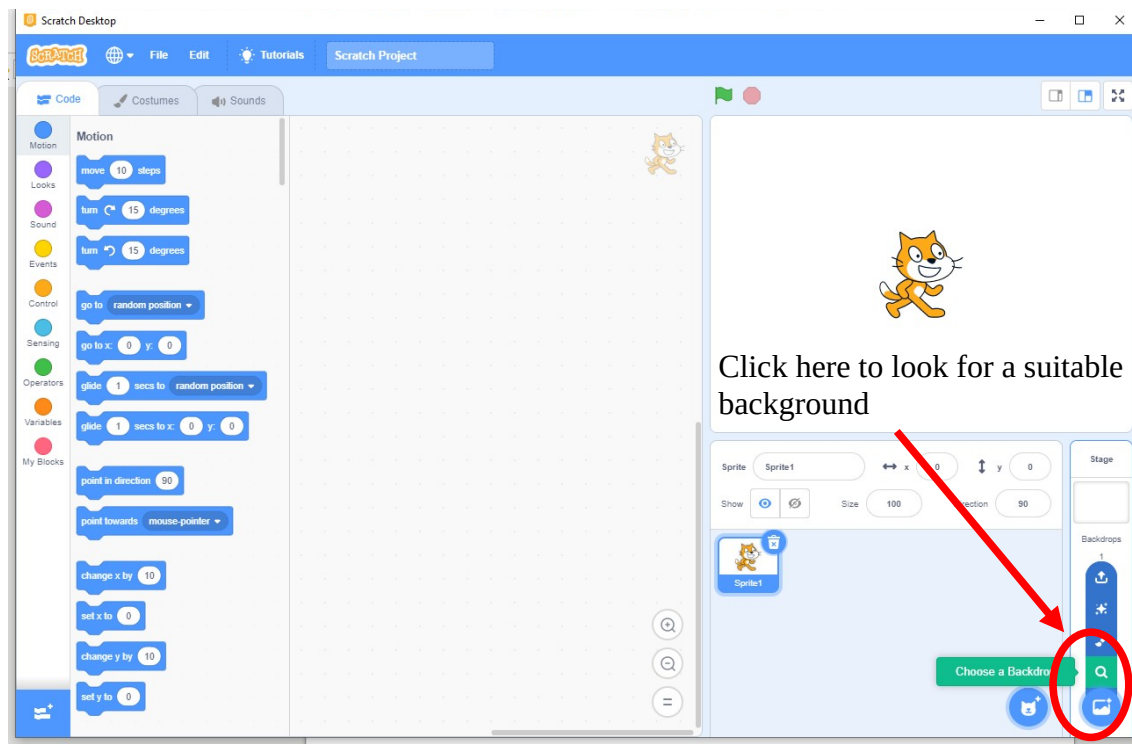 Scratch Desktop
SCRATCH File Edit Tutorials Scratch Project
Code Costumes Sounds
Motion
Looks
Sound
Events
Control
Sensing
Operators
Variables
My Blocks
Motion
move 10 steps
turn 15 degrees
turn 15 degrees
go to random position
go to x: 0 y: 0
glide 1 secs to random position
glide 1 secs to x: 0 y: 0
point in direction 90
point towards mouse-pointer
change x by 10
set x to 0
change y by 10
set y to 0
Click here to look for a suitable
background
Sprite Sprite1 x 0 y 0
Show Size 100 90
Sprite1
Stage
Backdrops
1
Choose a